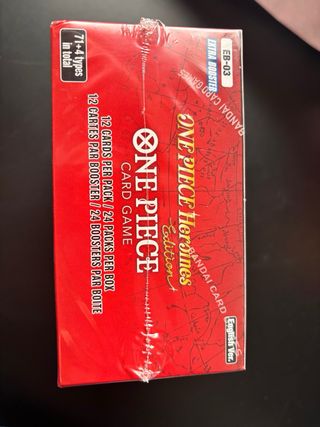 EB-03
EXTRA BOOSTER
BANDAI CARD GAMES
71+4 types
in total
ONE PIECE Heroines
Edition
BANDAI CARD
ONE PIECE
CARD GAME
12 CARDS PER PACK / 24 PACKS PER BOX
12 CARTES PAR BOOSTER / 24 BOOSTERS PAR BOITE
English Ver.